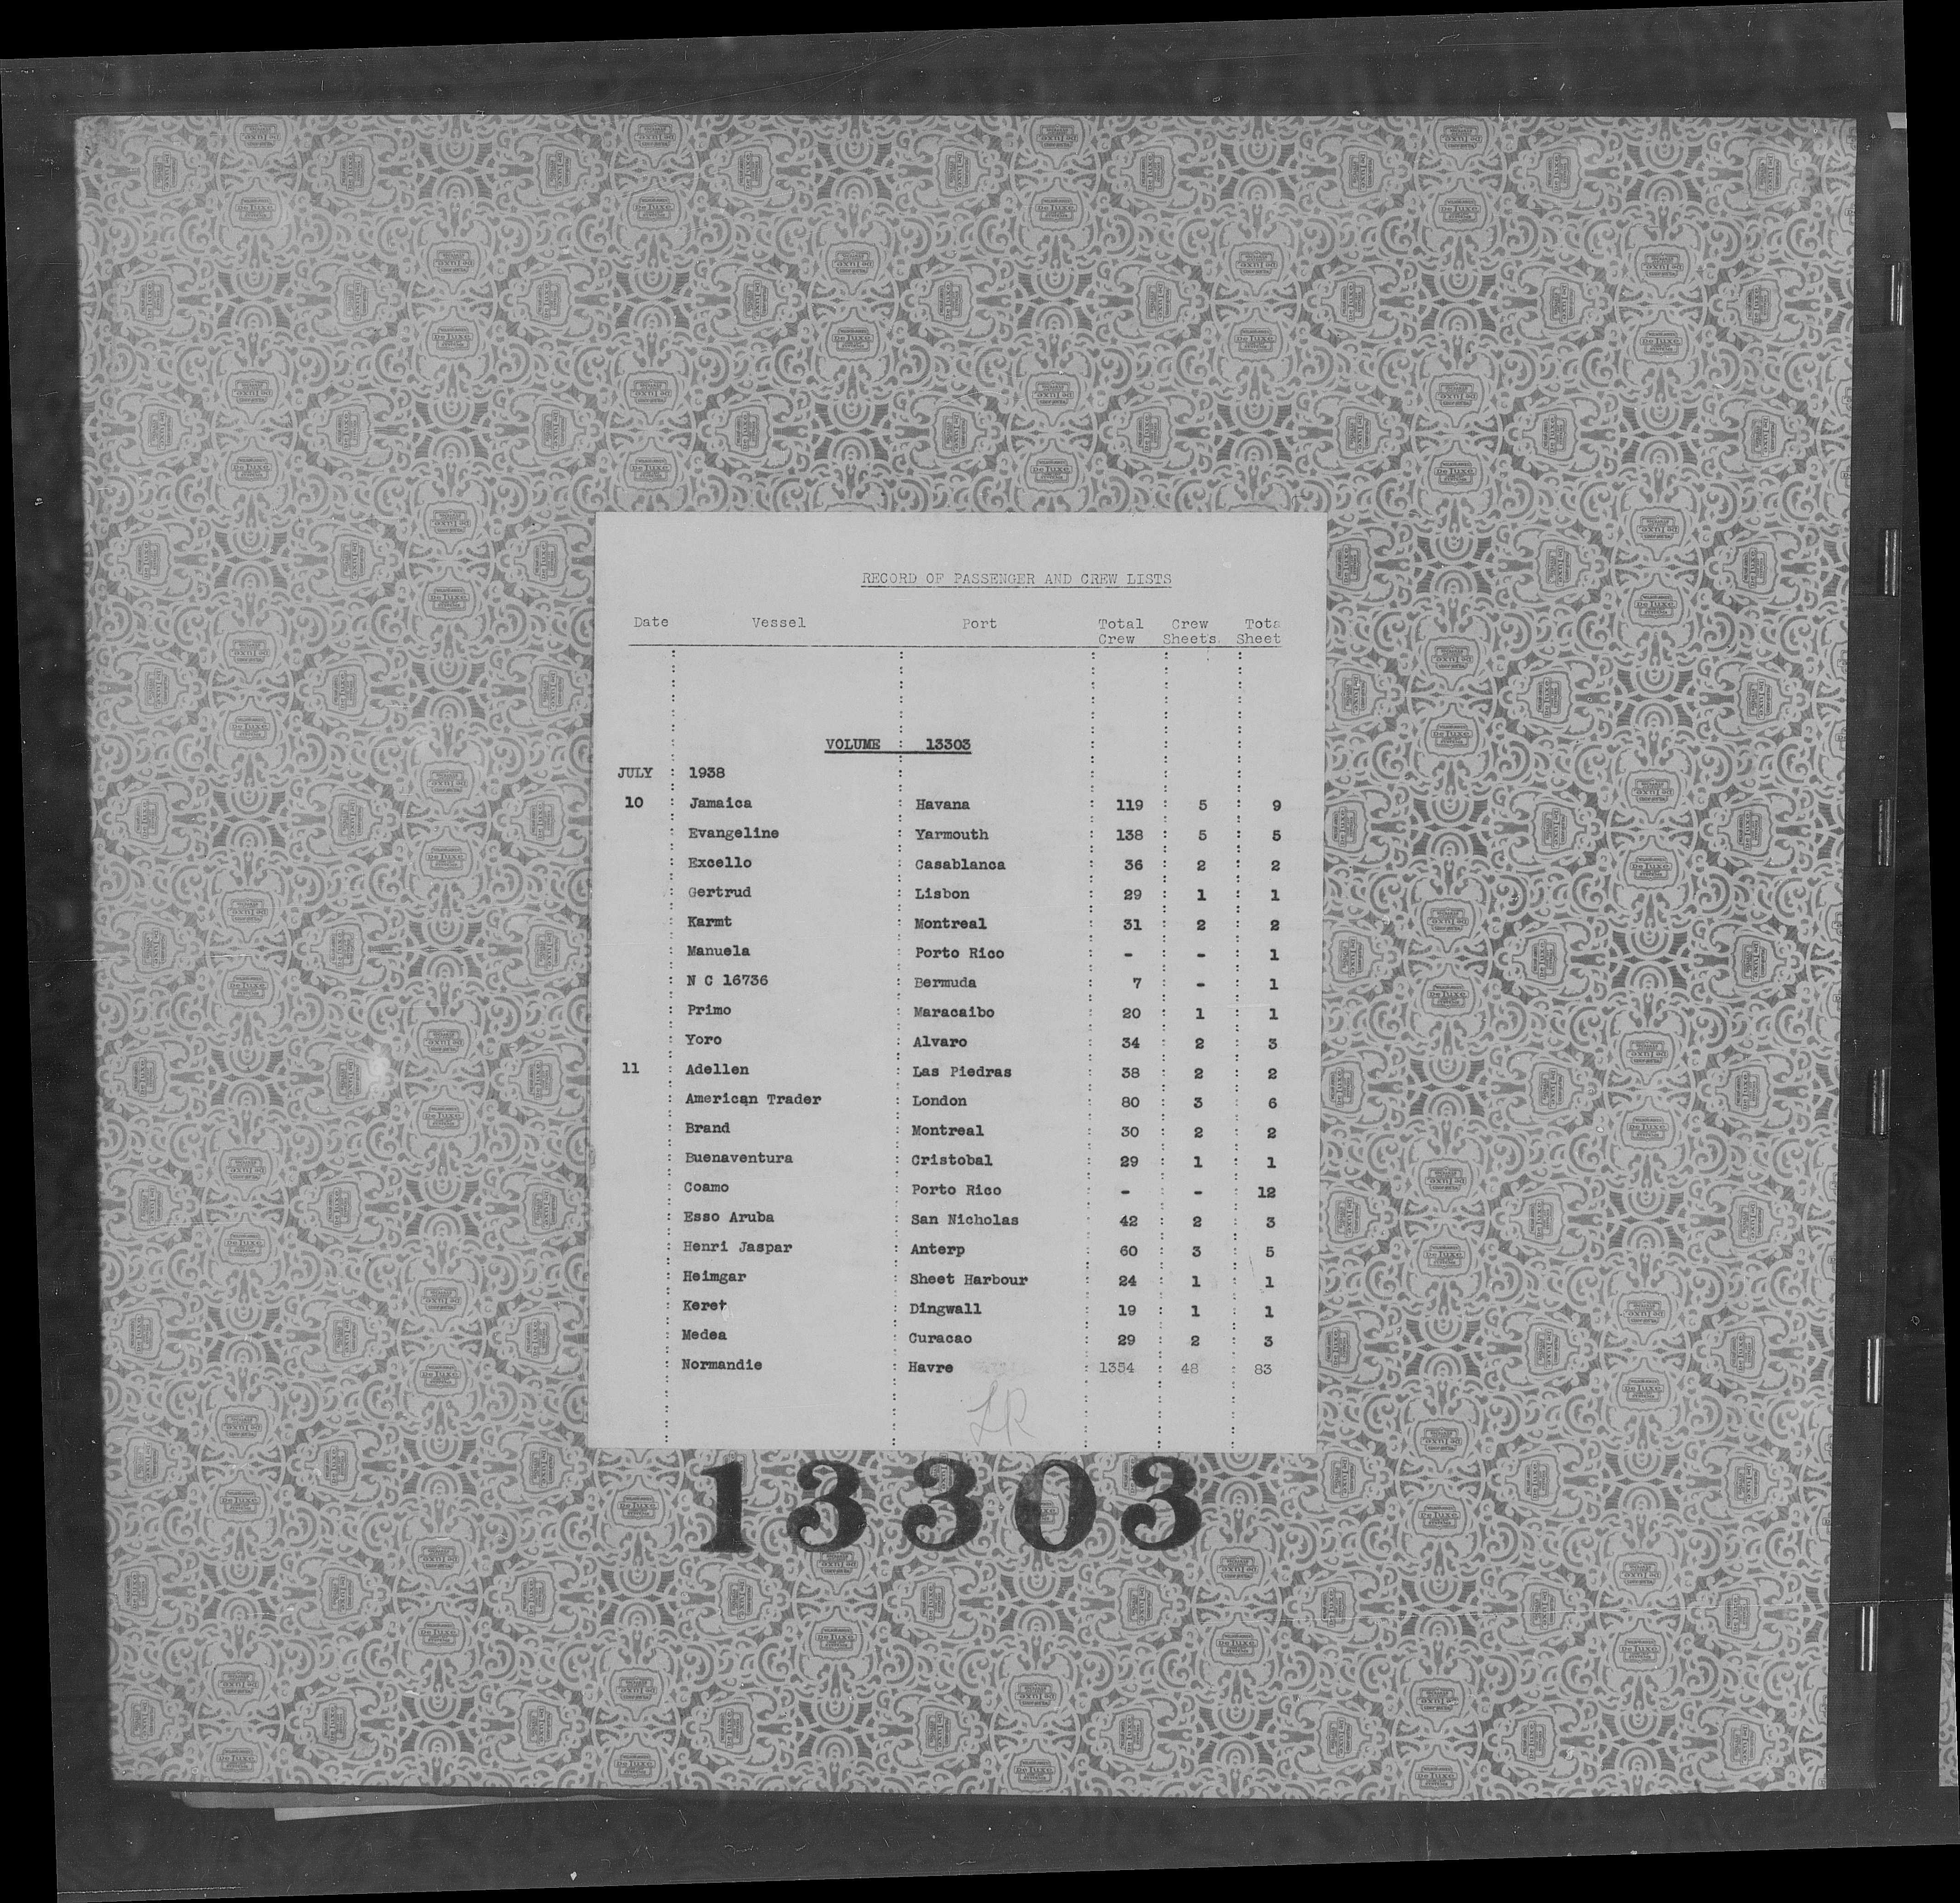 RECORD OF PASSENGER AND CREW LISTS
Date Vessel Port Total Crew Tota
Crew Sheets Sheet
VOLUME : 13303
JULY : 1938
10 : Jamaica : Havana : 119 : 5 : 9
: Evangeline : Yarmouth : 138 : 5 : 5
: Excello : Casablanca : 36 : 2 : 2
: Gertrud : Lisbon : 29 : 1 : 1
: Karmt : Montreal : 31 : 2 : 2
: Manuela : Porto Rico : - : - : 1
: N C 16736 : Bermuda : 7 : - : 1
: Primo : Maracaibo : 20 : 1 : 1
: Yoro : Alvaro : 34 : 2 : 3
11 : Adellen : Las Piedras : 38 : 2 : 2
: American Trader : London : 80 : 3 : 6
: Brand : Montreal : 30 : 2 : 2
: Buenaventura : Cristobal : 29 : 1 : 1
: Coamo : Porto Rico : - : - : 12
: Esso Aruba : San Nicholas : 42 : 2 : 3
: Henri Jaspar : Anterp : 60 : 3 : 5
: Heimgar : Sheet Harbour : 24 : 1 : 1
: Keret : Dingwall : 19 : 1 : 1
: Medea : Curacao : 29 : 2 : 3
: Normandie : Havre : 1354 : 48 : 83
LR
13303
De Luxe